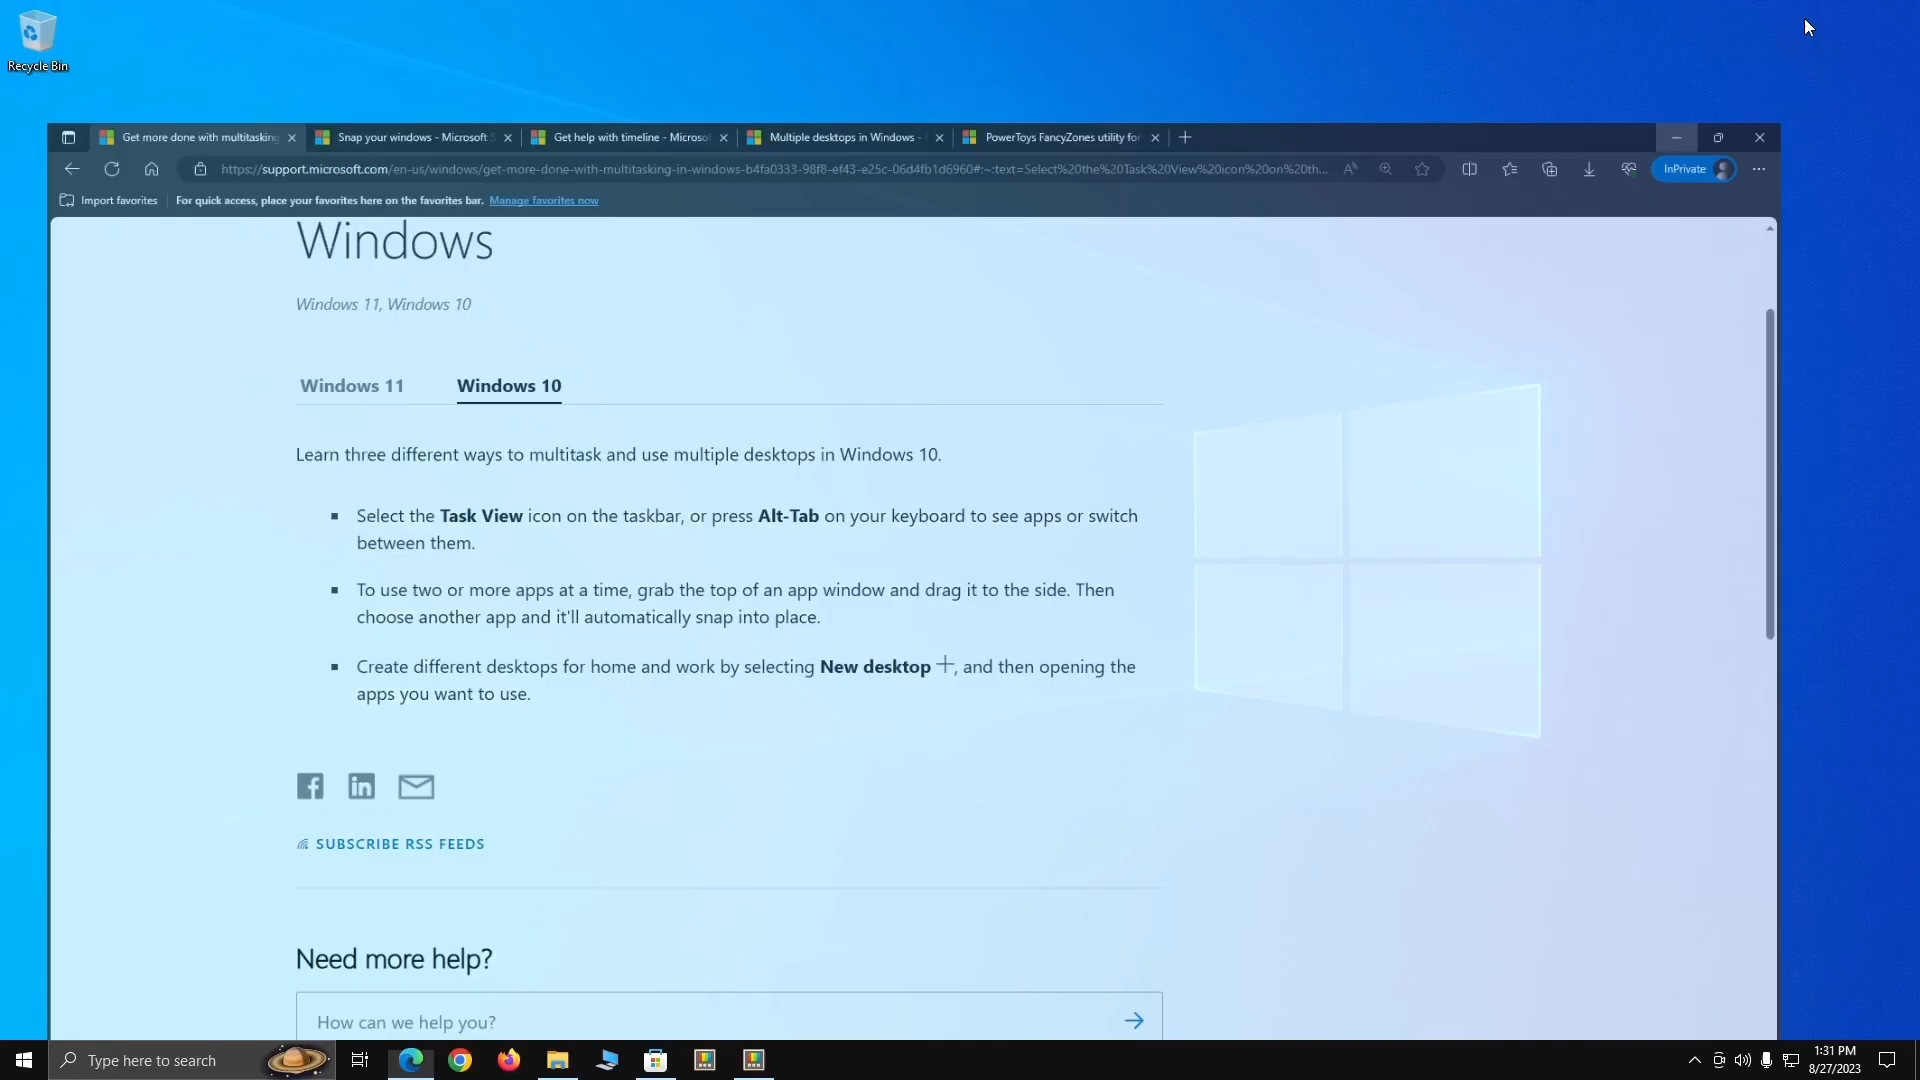 Recycle Bin
Get more done with multitasking
Snap your windows - Microsoft S
Get help with timeline - Microso
Multiple desktops in Windows -
PowerToys FancyZones utility for
https://support.microsoft.com/en-us/windows/get-more-done-with-multitasking-in-windows-b4fa0333-98f8-ef43-e25c-06d4fb1d6960#:~:text=Select%20the%20Task%20View%20icon%20on%20th...
InPrivate
Import favorites
For quick access, place your favorites here on the favorites bar. Manage favorites now
Windows
Windows 11, Windows 10
Windows 11
Windows 10
Learn three different ways to multitask and use multiple desktops in Windows 10.
Select the Task View icon on the taskbar, or press Alt-Tab on your keyboard to see apps or switch
between them.
To use two or more apps at a time, grab the top of an app window and drag it to the side. Then
choose another app and it'll automatically snap into place.
Create different desktops for home and work by selecting New desktop +, and then opening the
apps you want to use.
SUBSCRIBE RSS FEEDS
Need more help?
How can we help you?
Type here to search
1:31 PM
8/27/2023